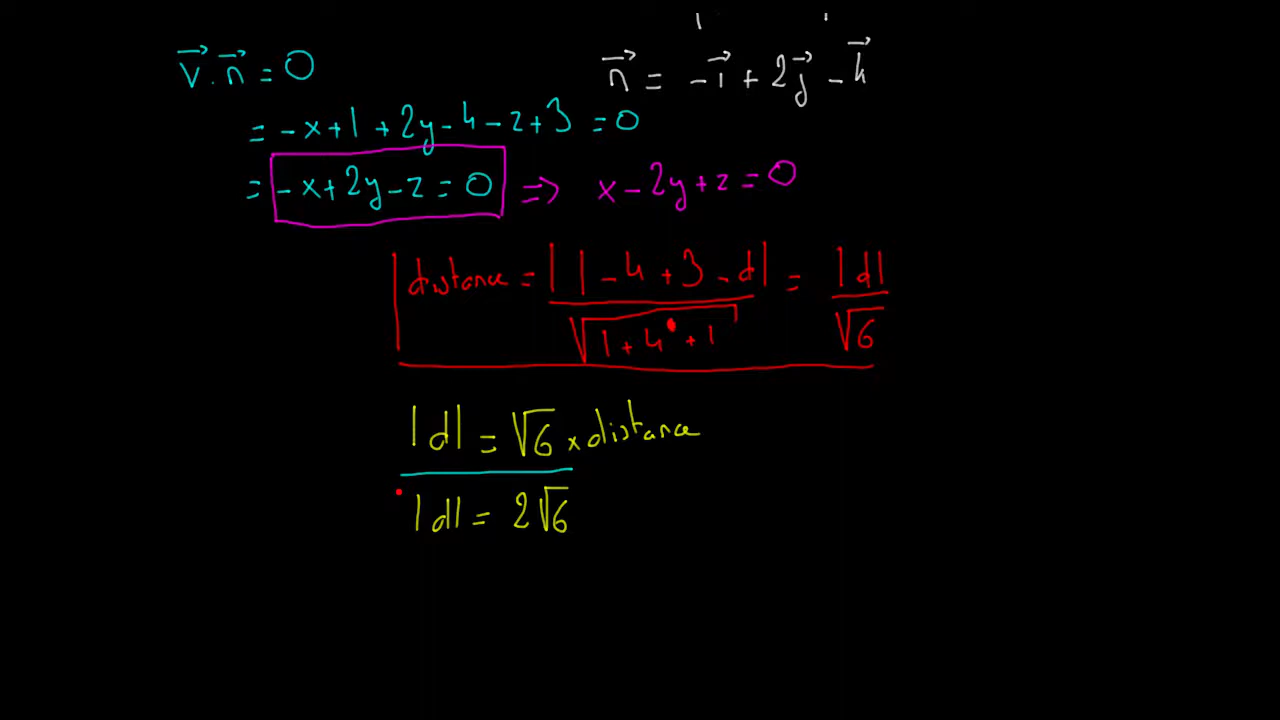 v⃗ . n⃗ = 0
n⃗ = -i⃗ + 2j⃗ - k⃗
= -x+1 +2y-4 -z+3 = 0
= -x+2y-z=0 => x-2y+z=0
distance = |1-4+3-d| / √(1+4+1) = |d| / √6
|d| = √6 × distance
|d| = 2√6